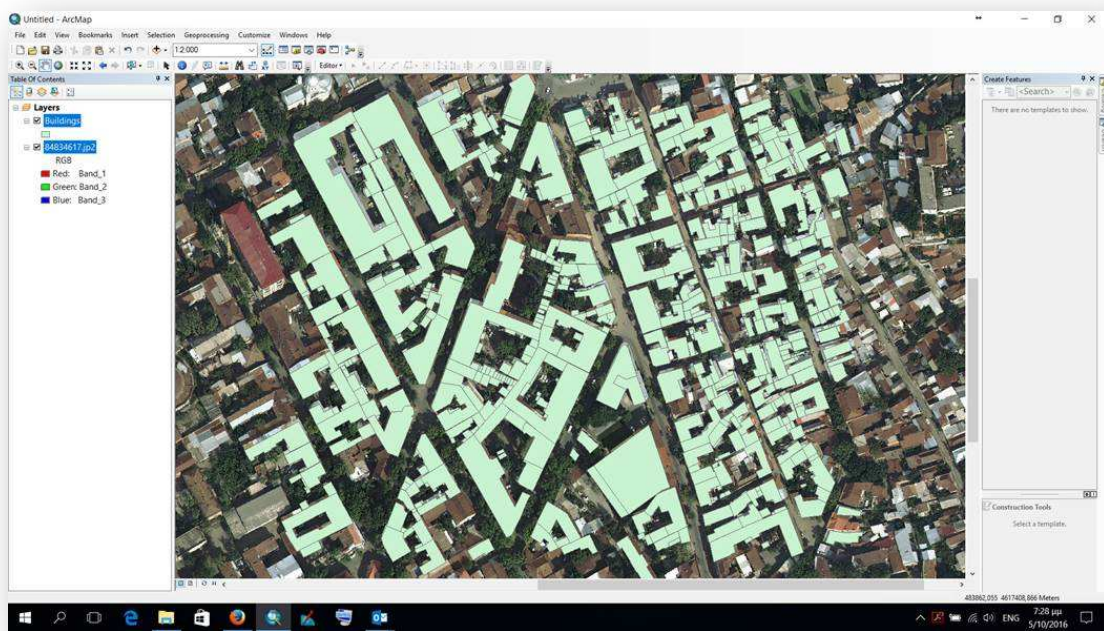 Untitled - ArcMap
File Edit View Bookmarks Insert Selection Geoprocessing Customize Windows Help
1:2.000
Editor
Table Of Contents
Create Features
<Search>
There are no templates to show.
Layers
Buildings
84834617.jp2
RGB
Red: Band_1
Green: Band_2
Blue: Band_3
Construction Tools
Select a template.
483862,055 4617408,866 Meters
ENG
7:28 μμ
5/10/2016